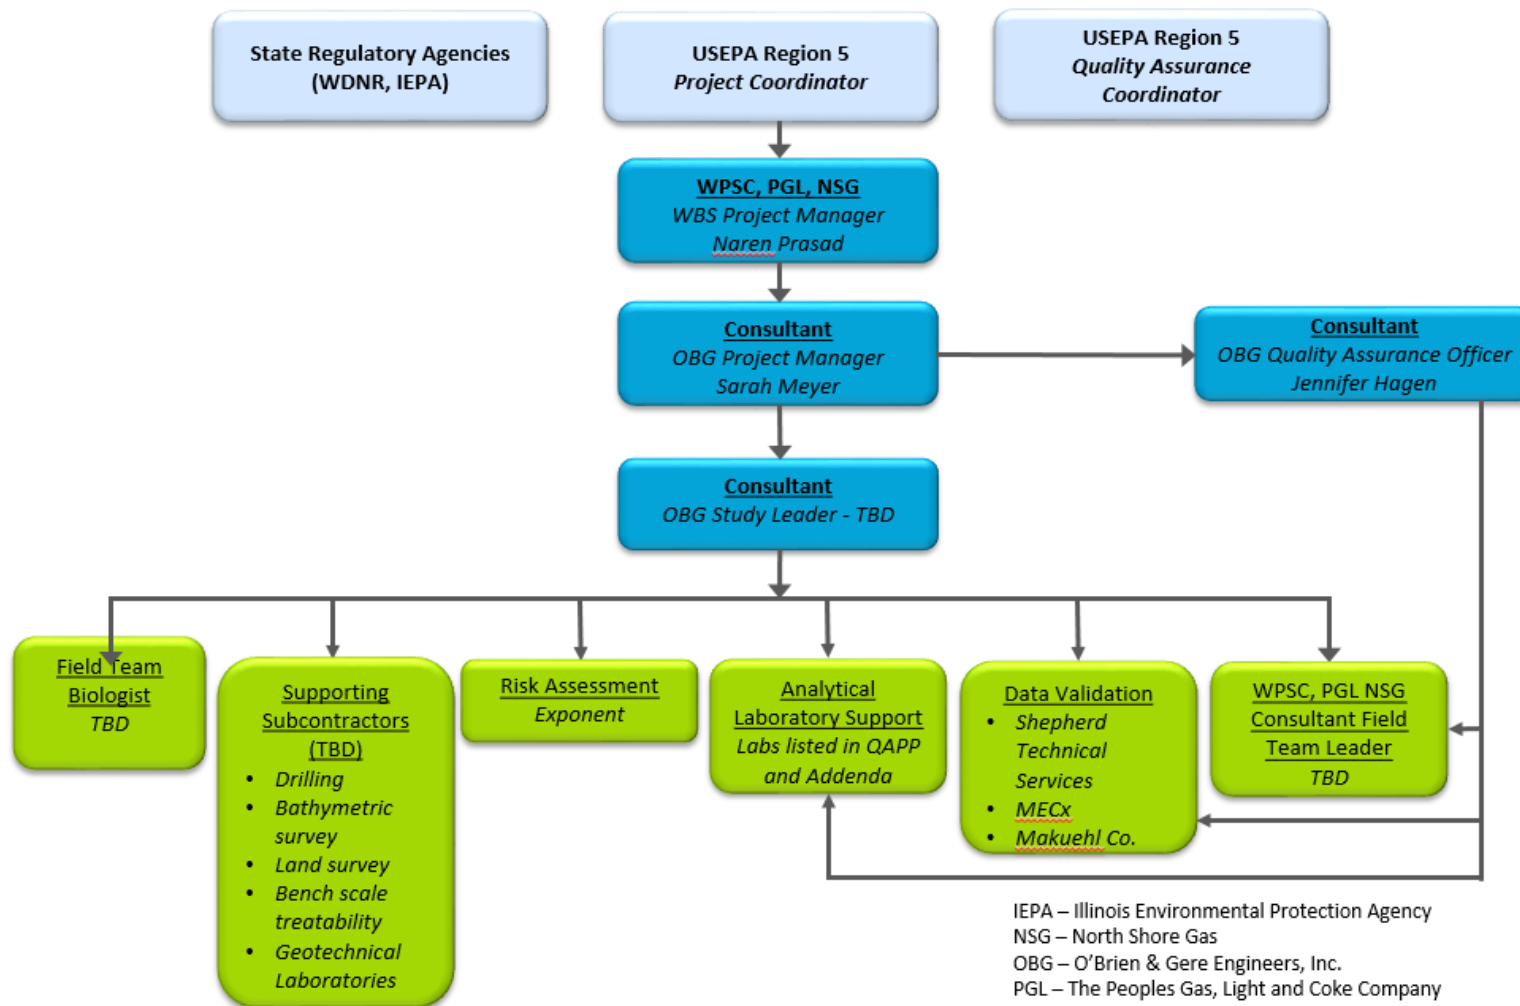 State Regulatory Agencies
(WDNR, IEPA)
USEPA Region 5
Project Coordinator
USEPA Region 5
Quality Assurance
Coordinator
WPSC, PGL, NSG
WBS Project Manager
Naren Prasad
Consultant
OBG Project Manager
Sarah Meyer
Consultant
OBG Quality Assurance Officer
Jennifer Hagen
Consultant
OBG Study Leader - TBD
Field Team
Biologist
TBD
Supporting
Subcontractors
(TBD)
• Drilling
• Bathymetric
survey
• Land survey
• Bench scale
treatability
• Geotechnical
Laboratories
Risk Assessment
Exponent
Analytical
Laboratory Support
Labs listed in QAPP
and Addenda
Data Validation
• Shepherd
Technical
Services
• MECx
• Makuehl Co.
WPSC, PGL NSG
Consultant Field
Team Leader
TBD
IEPA – Illinois Environmental Protection Agency
NSG – North Shore Gas
OBG – O’Brien & Gere Engineers, Inc.
PGL – The Peoples Gas, Light and Coke Company